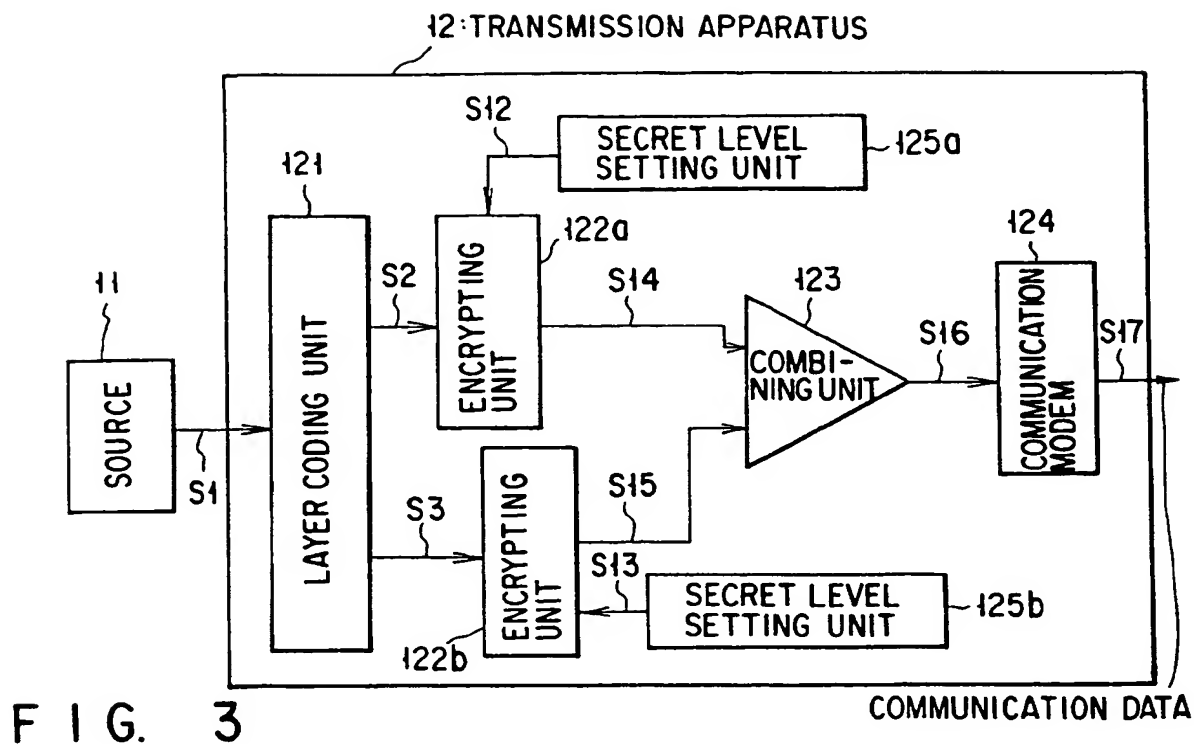 12:TRANSMISSION APPARATUS
S12
SECRET LEVEL
SETTING UNIT
125a
121
122a
124
11
S2
ENCRYPTING
UNIT
S14
123
S16
S17
SOURCE
S1
LAYER CODING UNIT
COMBI-
NING UNIT
COMMUNICATION
MODEM
S3
ENCRYPTING
UNIT
S15
S13
SECRET LEVEL
SETTING UNIT
125b
122b
COMMUNICATION DATA
FIG. 3